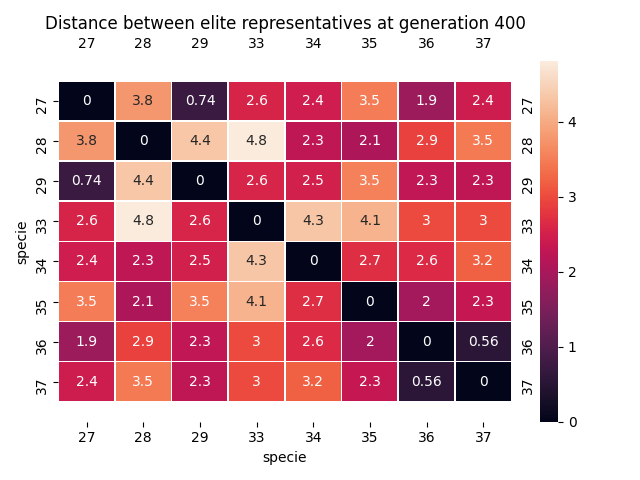 Distance between elite representatives at generation 400
27 28 29 33 34 35 36 37
27 0 3.8 0.74 2.6 2.4 3.5 1.9 2.4 27
28 3.8 0 4.4 4.8 2.3 2.1 2.9 3.5 28
29 0.74 4.4 0 2.6 2.5 3.5 2.3 2.3 29
33 2.6 4.8 2.6 0 4.3 4.1 3 3 33
34 2.4 2.3 2.5 4.3 0 2.7 2.6 3.2 34
35 3.5 2.1 3.5 4.1 2.7 0 2 2.3 35
36 1.9 2.9 2.3 3 2.6 2 0 0.56 36
37 2.4 3.5 2.3 3 3.2 2.3 0.56 0 37
27 28 29 33 34 35 36 37
specie
specie
4
3
2
1
0